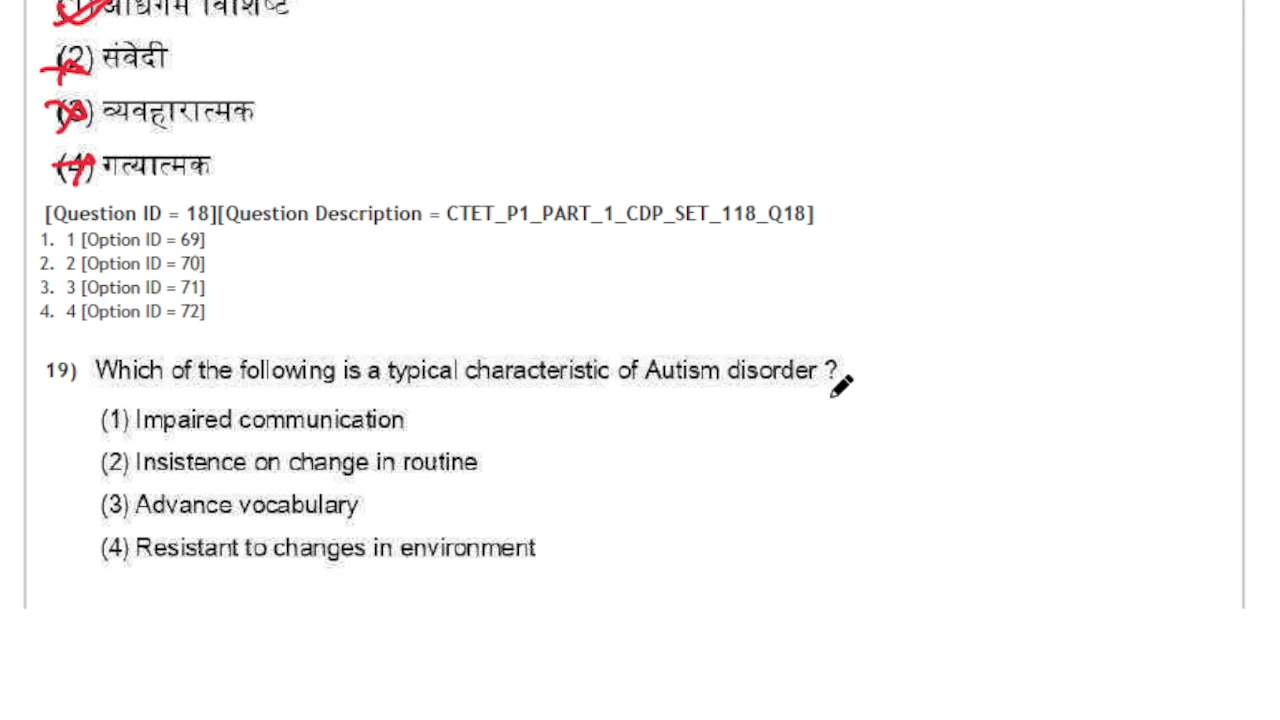 (1) अधिगम विशिष्ट
(2) संवेदी
(3) व्यवहारात्मक
(4) गत्यात्मक
[Question ID = 18][Question Description = CTET_P1_PART_1_CDP_SET_118_Q18]
1. 1 [Option ID = 69]
2. 2 [Option ID = 70]
3. 3 [Option ID = 71]
4. 4 [Option ID = 72]
19) Which of the following is a typical characteristic of Autism disorder ?
(1) Impaired communication
(2) Insistence on change in routine
(3) Advance vocabulary
(4) Resistant to changes in environment